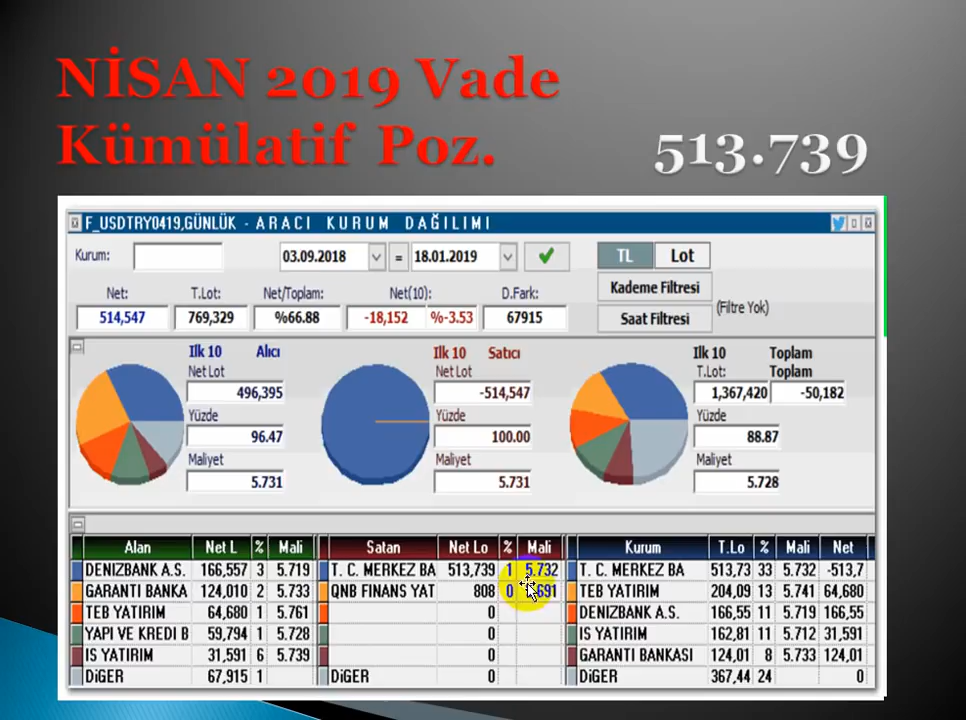 NİSAN 2019 Vade
Kümülatif Poz. 513.739
F_USDTRY0419,GÜNLÜK - ARACI KURUM DAĞILIMI
Kurum: 03.09.2018 = 18.01.2019 TL Lot
Kademe Filtresi
Saat Filtresi (Filtre Yok)
Net: T.Lot: Net/Toplam: Net(10): D.Fark:
514,547 769,329 %66.88 -18,152 %-3.53 67915
Ilk 10 Alıcı Ilk 10 Satıcı Ilk 10 Toplam
Net Lot Net Lot T.Lot: Toplam
496,395 -514,547 1,367,420 -50,182
Yüzde Yüzde Yüzde
96.47 100.00 88.87
Maliyet Maliyet Maliyet
5.731 5.731 5.728
Alan Net L % Mali Satan Net Lo % Mali Kurum T.Lo % Mali Net
DENIZBANK A.S. 166,557 3 5.719 T. C. MERKEZ BA 513,739 1 5.732 T. C. MERKEZ BA 513,73 33 5.732 -513,7
GARANTI BANKA 124,010 2 5.733 QNB FINANS YAT 808 0 .691 TEB YATIRIM 204,09 13 5.741 64,680
TEB YATIRIM 64,680 1 5.761 0 DENIZBANK A.S. 166,55 11 5.719 166,55
YAPI VE KREDI B 59,794 1 5.728 0 IS YATIRIM 162,81 11 5.712 31,591
IS YATIRIM 31,591 6 5.739 0 GARANTI BANKASI 124,01 8 5.733 124,01
DiGER 67,915 1 DiGER 0 DiGER 367,44 24 0